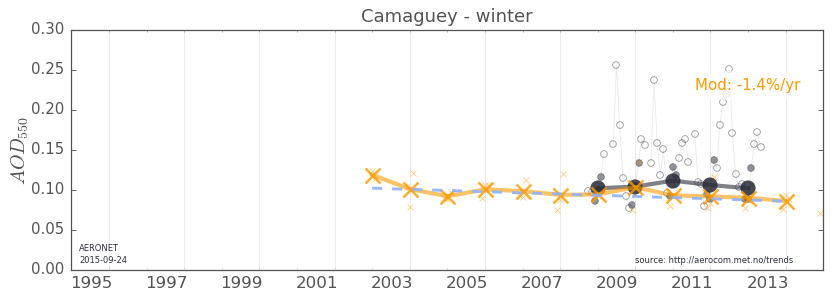 Camaguey - winter
0.30
0.25
0.20
0.15
0.10
0.05
0.00
AOD550
Mod: -1.4%/yr
AERONET
2015-09-24
source: http://aerocom.met.no/trends
1995 1997 1999 2001 2003 2005 2007 2009 2011 2013